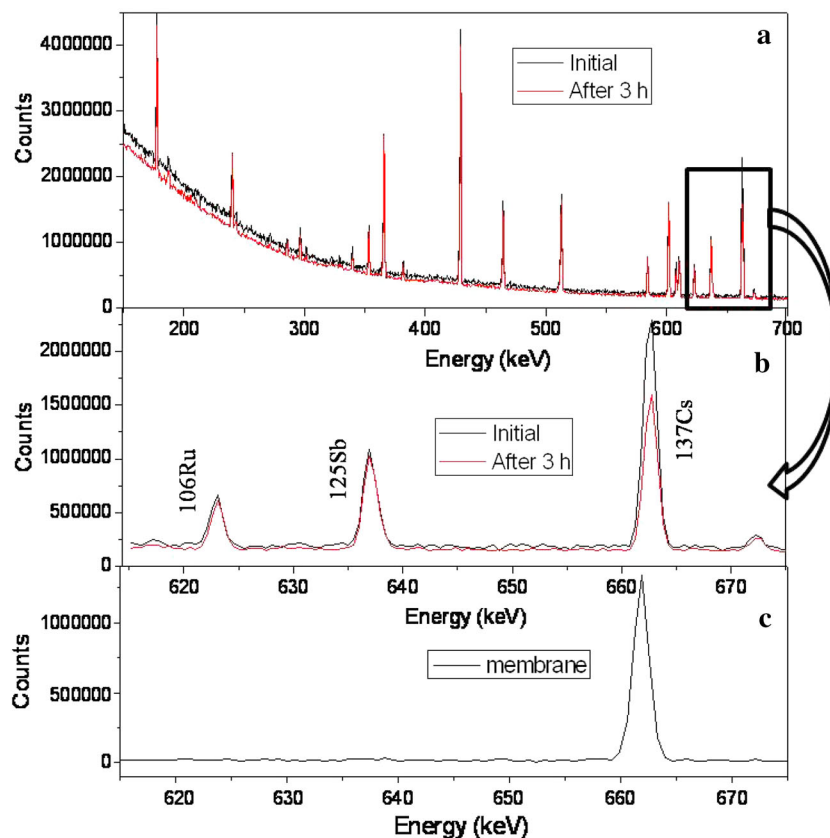 a
4000000
3000000
2000000
1000000
0
Counts
Initial
After 3 h
200 300 400 500 600 700
Energy (keV)
b
2000000
1500000
1000000
500000
0
Counts
106Ru
125Sb
137Cs
Initial
After 3 h
620 630 640 650 660 670
Energy (keV)
c
1000000
500000
0
Counts
membrane
620 630 640 650 660 670
Energy (keV)